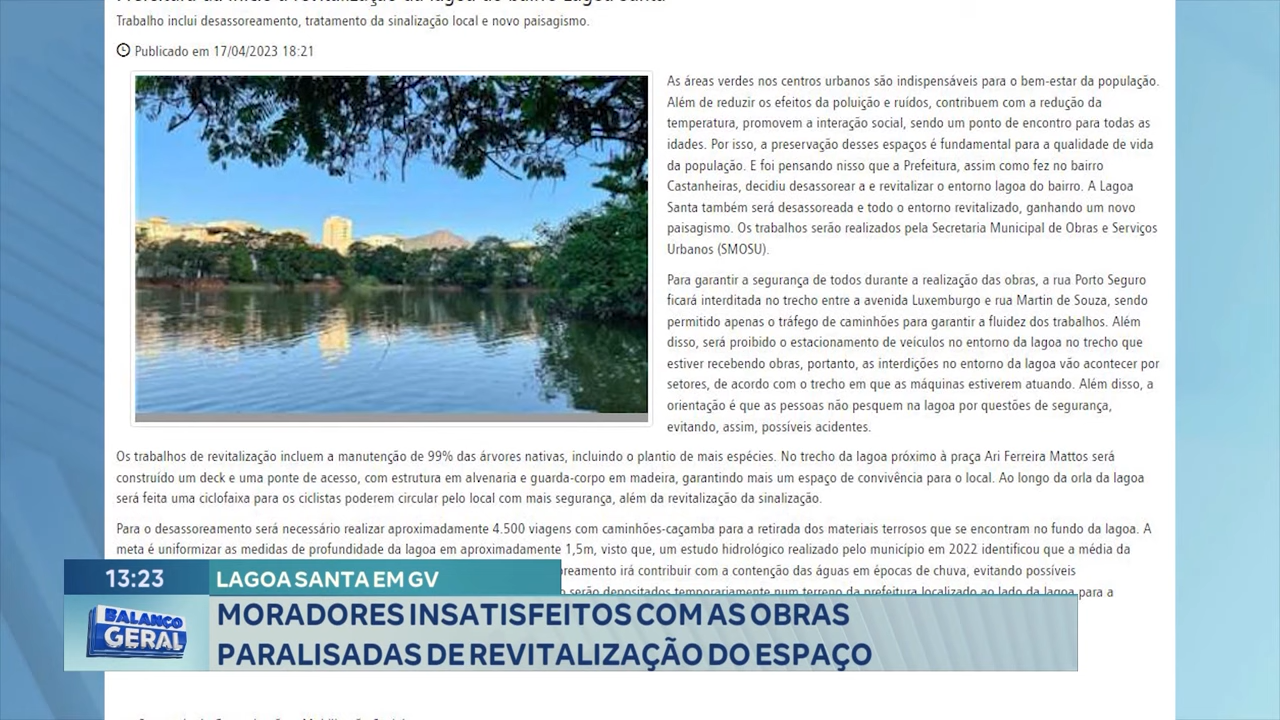 Trabalho inclui desassoreamento, tratamento da sinalização local e novo paisagismo.
Publicado em 17/04/2023 18:21
As áreas verdes nos centros urbanos são indispensáveis para o bem-estar da população.
Além de reduzir os efeitos da poluição e ruídos, contribuem com a redução da
temperatura, promovem a interação social, sendo um ponto de encontro para todas as
idades. Por isso, a preservação desses espaços é fundamental para a qualidade de vida
da população. E foi pensando nisso que a Prefeitura, assim como fez no bairro
Castanheiras, decidiu desassorear a e revitalizar o entorno lagoa do bairro. A Lagoa
Santa também será desassoreada e todo o entorno revitalizado, ganhando um novo
paisagismo. Os trabalhos serão realizados pela Secretaria Municipal de Obras e Serviços
Urbanos (SMOSU).
Para garantir a segurança de todos durante a realização das obras, a rua Porto Seguro
ficará interditada no trecho entre a avenida Luxemburgo e rua Martin de Souza, sendo
permitido apenas o tráfego de caminhões para garantir a fluidez dos trabalhos. Além
disso, será proibido o estacionamento de veículos no entorno da lagoa no trecho que
estiver recebendo obras, portanto, as interdições no entorno da lagoa vão acontecer por
setores, de acordo com o trecho em que as máquinas estiverem atuando. Além disso, a
orientação é que as pessoas não pesquem na lagoa por questões de segurança,
evitando, assim, possíveis acidentes.
Os trabalhos de revitalização incluem a manutenção de 99% das árvores nativas, incluindo o plantio de mais espécies. No trecho da lagoa próximo à praça Ari Ferreira Mattos será
construído um deck e uma ponte de acesso, com estrutura em alvenaria e guarda-corpo em madeira, garantindo mais um espaço de convivência para o local. Ao longo da orla da lagoa
será feita uma ciclofaixa para os ciclistas poderem circular pelo local com mais segurança, além da revitalização da sinalização.
Para o desassoreamento será necessário realizar aproximadamente 4.500 viagens com caminhões-caçamba para a retirada dos materiais terrosos que se encontram no fundo da lagoa. A
meta é uniformizar as medidas de profundidade da lagoa em aproximadamente 1,5m, visto que, um estudo hidrológico realizado pelo município em 2022 identificou que a média da
irá contribuir com a contenção das águas em épocas de chuva, evitando possíveis
serão depositados temporariamente num terreno da prefeitura localizado ao lado da lagoa para a
13:23
LAGOA SANTA EM GV
BALANÇO
GERAL
MORADORES INSATISFEITOS COM AS OBRAS
PARALISADAS DE REVITALIZAÇÃO DO ESPAÇO